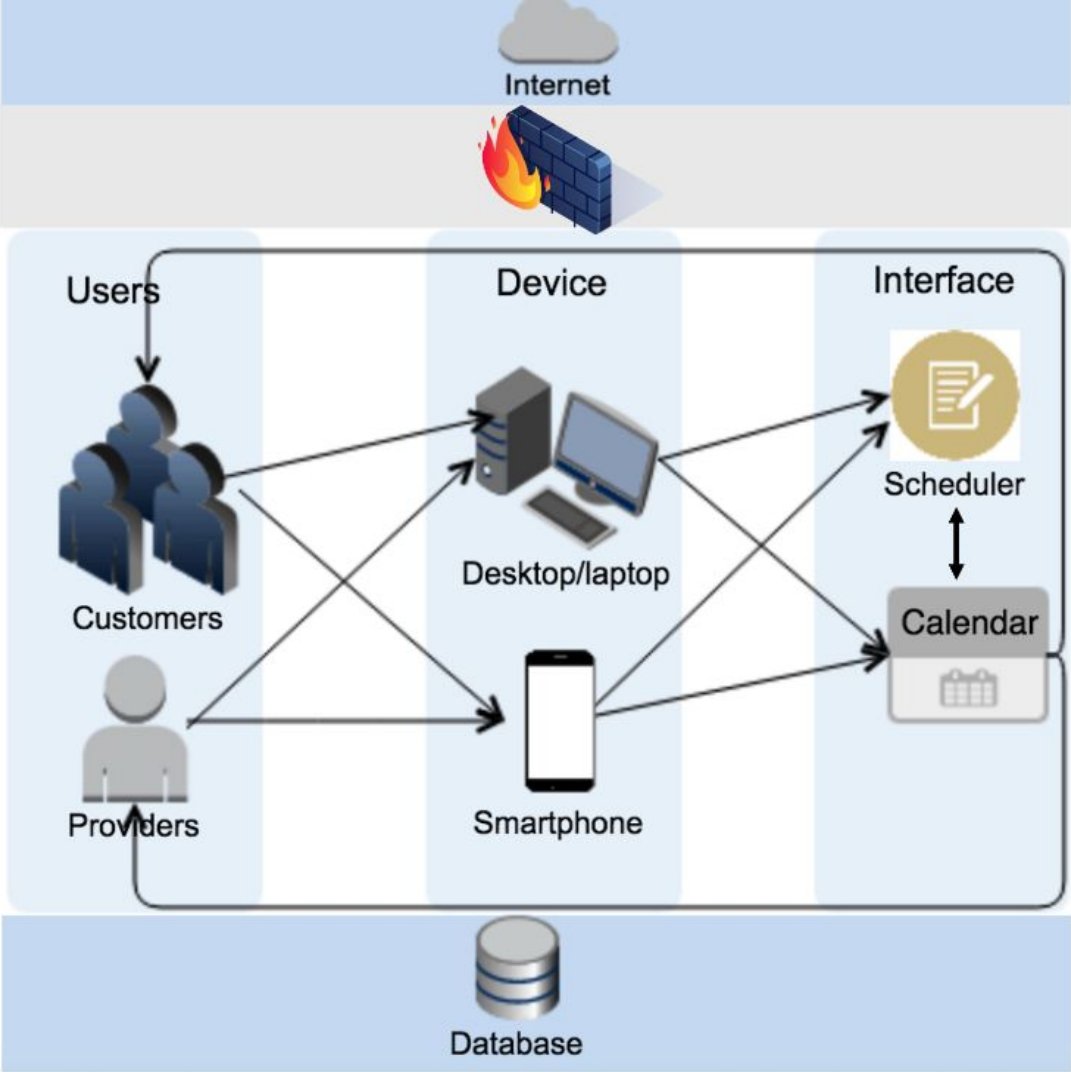 Internet
Users
Device
Interface
Scheduler
Desktop/laptop
Customers
Calendar
Smartphone
Providers
Database